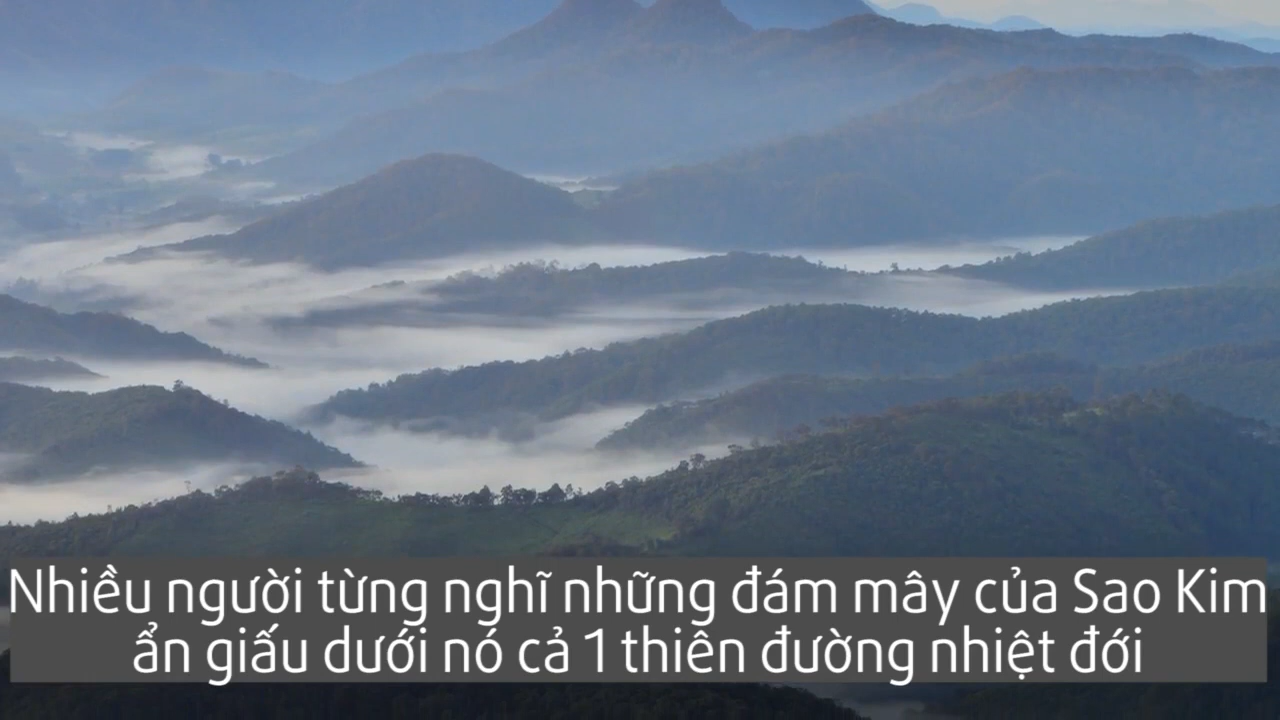 Nhiều người từng nghĩ những đám mây của Sao Kim
ẩn giấu dưới nó cả 1 thiên đường nhiệt đới